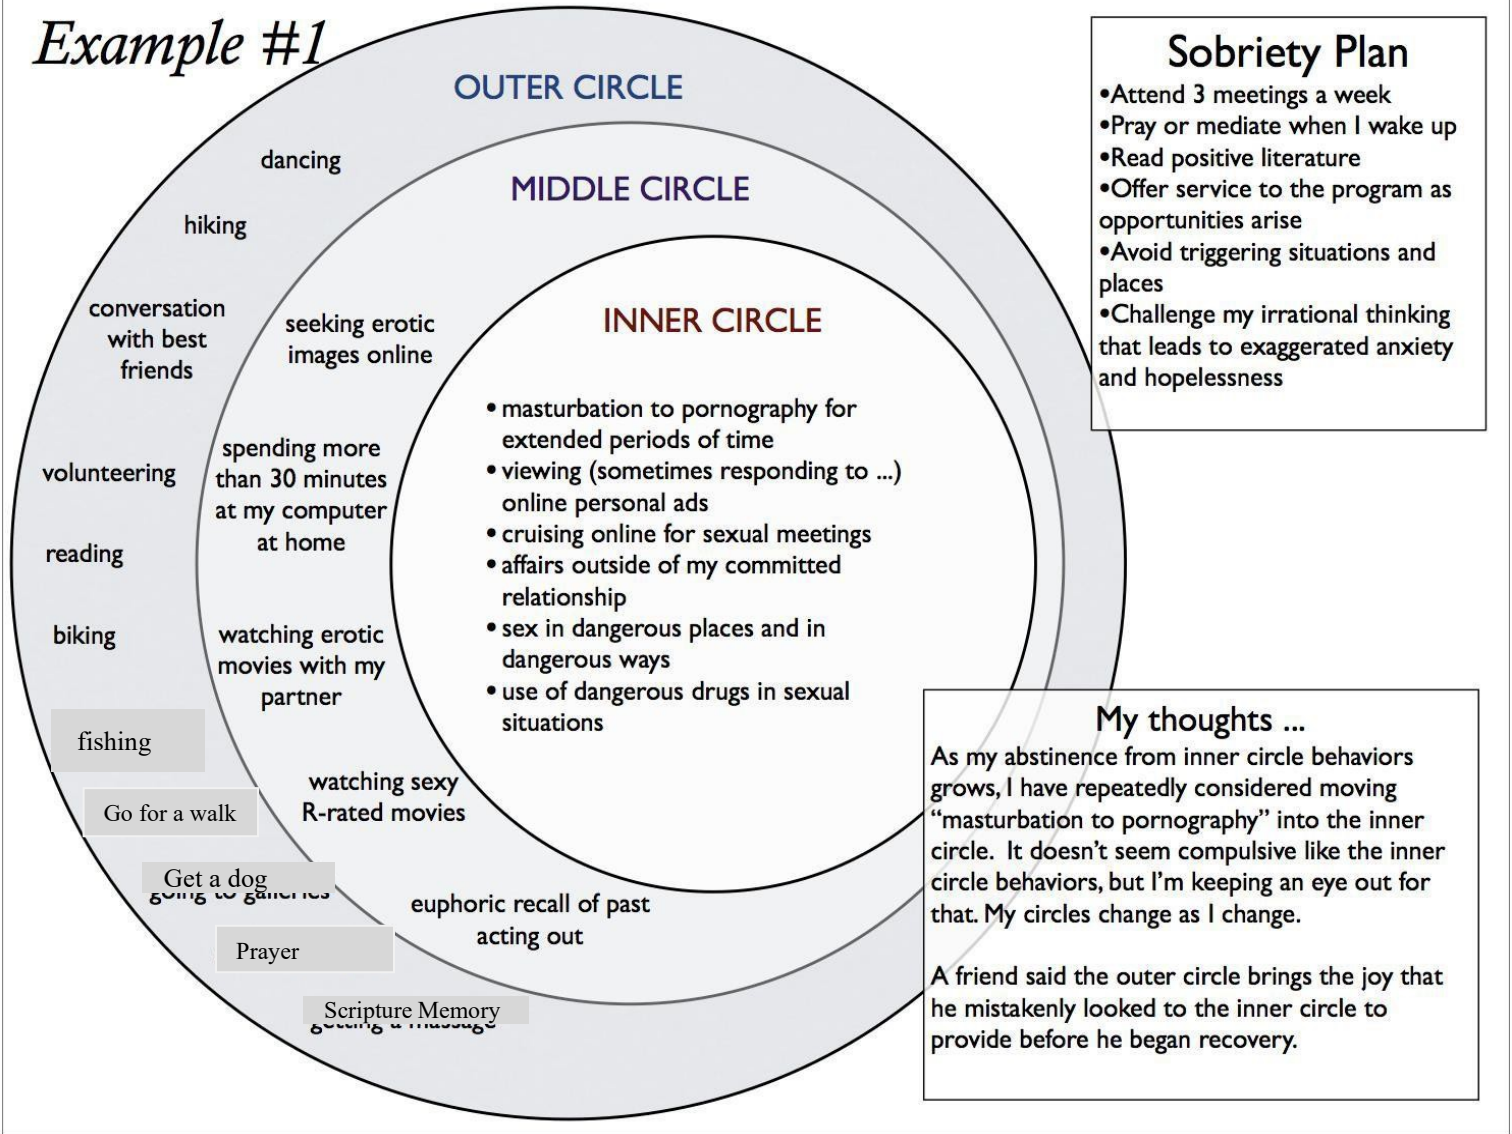 Example #1
OUTER CIRCLE
dancing
hiking
conversation
with best
friends
volunteering
reading
biking
fishing
Go for a walk
Get a dog
going to galleries
Prayer
Scripture Memory
getting a massage
MIDDLE CIRCLE
seeking erotic
images online
spending more
than 30 minutes
at my computer
at home
watching erotic
movies with my
partner
watching sexy
R-rated movies
euphoric recall of past
acting out
INNER CIRCLE
•masturbation to pornography for
extended periods of time
•viewing (sometimes responding to ...)
online personal ads
•cruising online for sexual meetings
•affairs outside of my committed
relationship
•sex in dangerous places and in
dangerous ways
•use of dangerous drugs in sexual
situations
Sobriety Plan
•Attend 3 meetings a week
•Pray or mediate when I wake up
•Read positive literature
•Offer service to the program as
opportunities arise
•Avoid triggering situations and
places
•Challenge my irrational thinking
that leads to exaggerated anxiety
and hopelessness
My thoughts ...
As my abstinence from inner circle behaviors
grows, I have repeatedly considered moving
“masturbation to pornography” into the inner
circle.  It doesn’t seem compulsive like the inner
circle behaviors, but I’m keeping an eye out for
that. My circles change as I change.
A friend said the outer circle brings the joy that
he mistakenly looked to the inner circle to
provide before he began recovery.